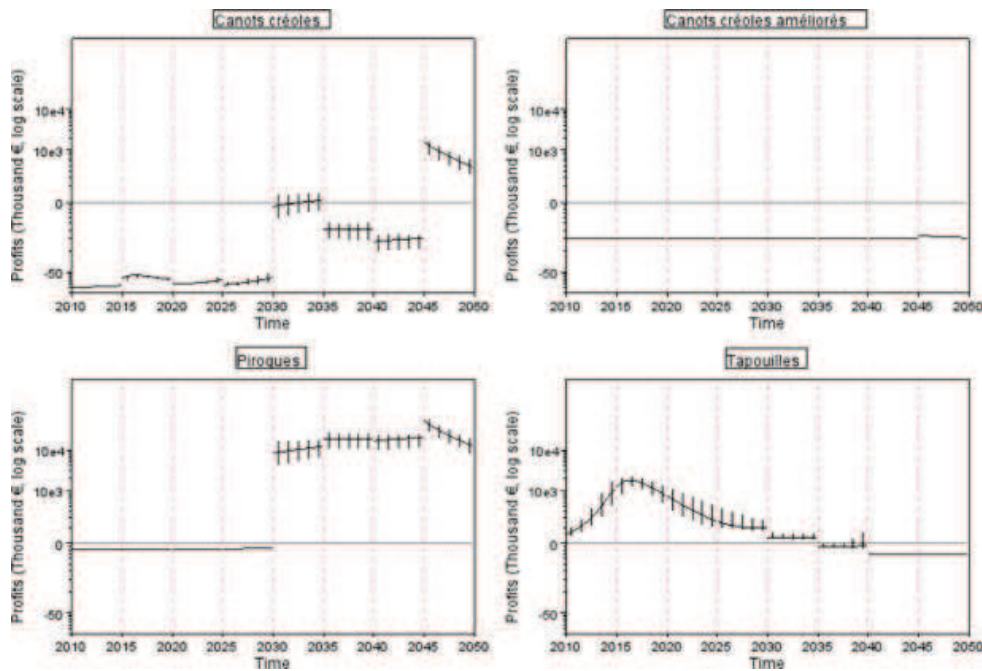 Canots créoles
Profits (Thousand €, log scale)
10e4
10e3
0
-50
2010 2015 2020 2025 2030 2035 2040 2045 2050
Time
Canots créoles améliorés
Profits (Thousand €, log scale)
10e4
10e3
0
-50
2010 2015 2020 2025 2030 2035 2040 2045 2050
Time
Pirogues
Profits (Thousand €, log scale)
10e4
10e3
0
-50
2010 2015 2020 2025 2030 2035 2040 2045 2050
Time
Tapouilles
Profits (Thousand €, log scale)
10e4
10e3
0
-50
2010 2015 2020 2025 2030 2035 2040 2045 2050
Time